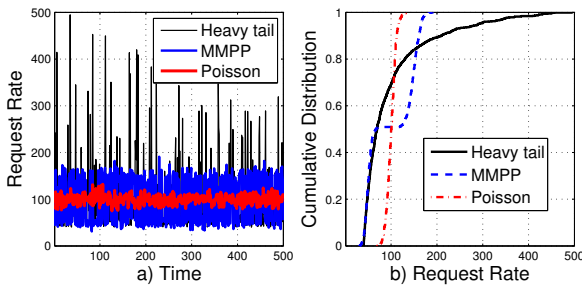 500
400
300
200
100
0
Request Rate
Heavy tail
MMPP
Poisson
100 200 300 400 500
a) Time
1
0.8
0.6
0.4
0.2
0
Cumulative Distribution
Heavy tail
MMPP
Poisson
100 200 300 400 500
b) Request Rate